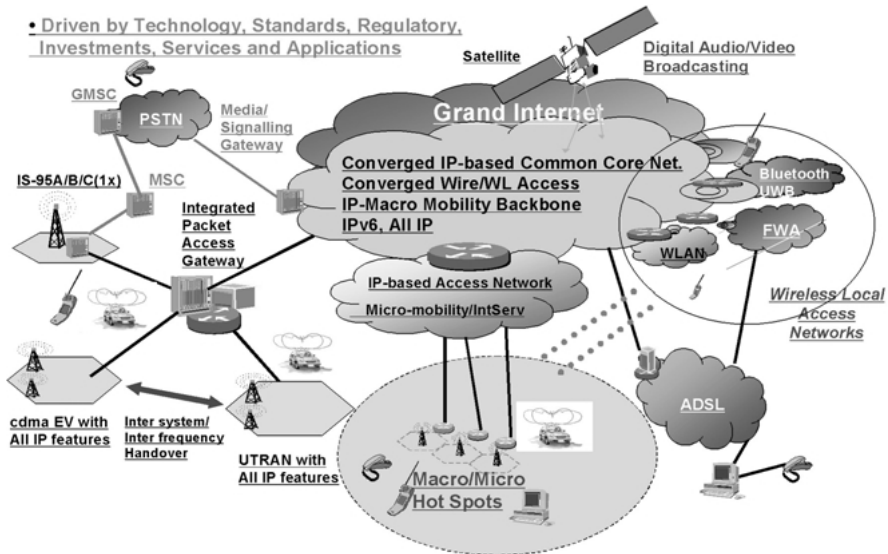 • Driven by Technology, Standards, Regulatory,
Investments, Services and Applications
Satellite
Digital Audio/Video
Broadcasting
GMSC
PSTN
Media/
Signalling
Gateway
Grand Internet
Converged IP-based Common Core Net.
Converged Wire/WL Access
IP-Macro Mobility Backbone
IPv6, All IP
Bluetooth
UWB
FWA
WLAN
IS-95A/B/C(1x)
MSC
Integrated
Packet
Access
Gateway
IP-based Access Network
Micro-mobility/IntServ
Wireless Local
Access
Networks
ADSL
cdma EV with
All IP features
Inter system/
Inter frequency
Handover
UTRAN with
All IP features
Macro/Micro
Hot Spots